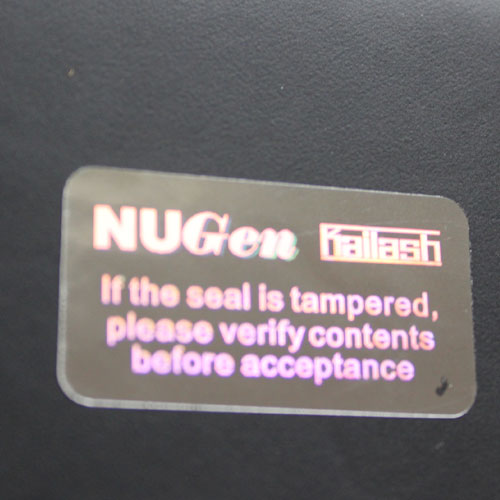 NUGen Kailash
If the seal is tampered,
please verify contents
before acceptance